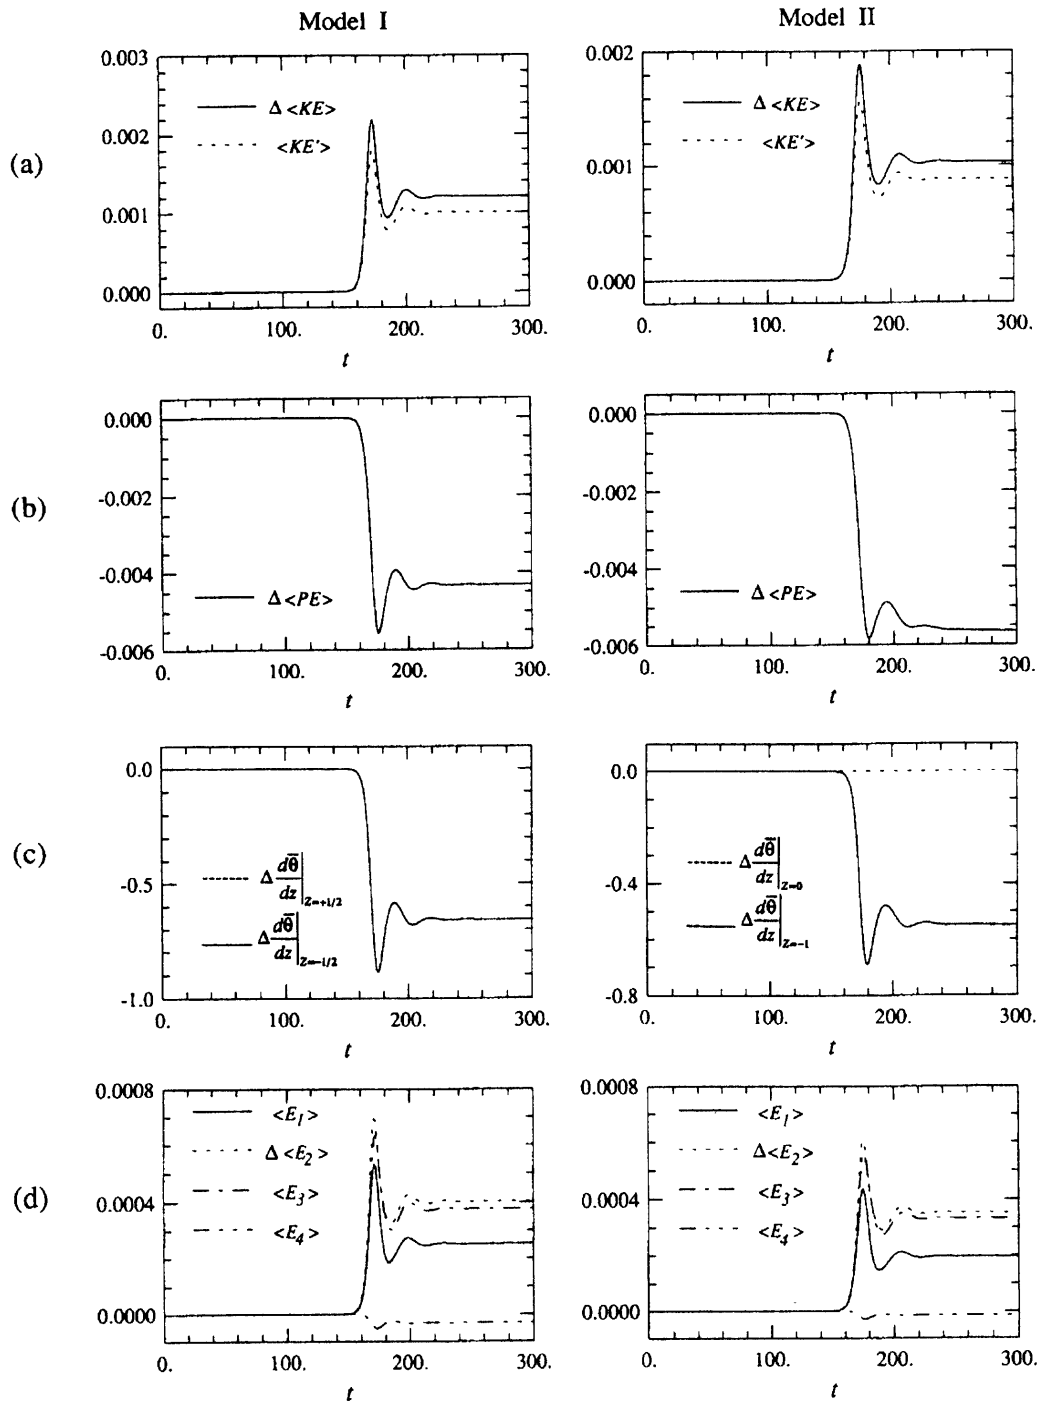 Model I
Model II
(a)
0.003
0.002
0.001
0.000
Δ <KE>
<KE'>
0.
100.
200.
300.
t
0.002
0.001
0.000
Δ <KE>
<KE'>
0.
100.
200.
300.
t
(b)
0.000
-0.002
-0.004
-0.006
Δ <PE>
0.
100.
200.
300.
t
0.000
-0.002
-0.004
-0.006
Δ <PE>
0.
100.
200.
300.
t
(c)
0.0
-0.5
-1.0
Δ dθ̄/dz|z=+1/2
Δ dθ̄/dz|z=-1/2
0.
100.
200.
300.
t
0.0
-0.4
-0.8
Δ dθ̄/dz|z=0
Δ dθ̄/dz|z=-1
0.
100.
200.
300.
t
(d)
0.0008
0.0004
0.0000
<E1>
Δ <E2>
<E3>
<E4>
0.
100.
200.
300.
t
0.0008
0.0004
0.0000
<E1>
Δ<E2>
<E3>
<E4>
0.
100.
200.
300.
t